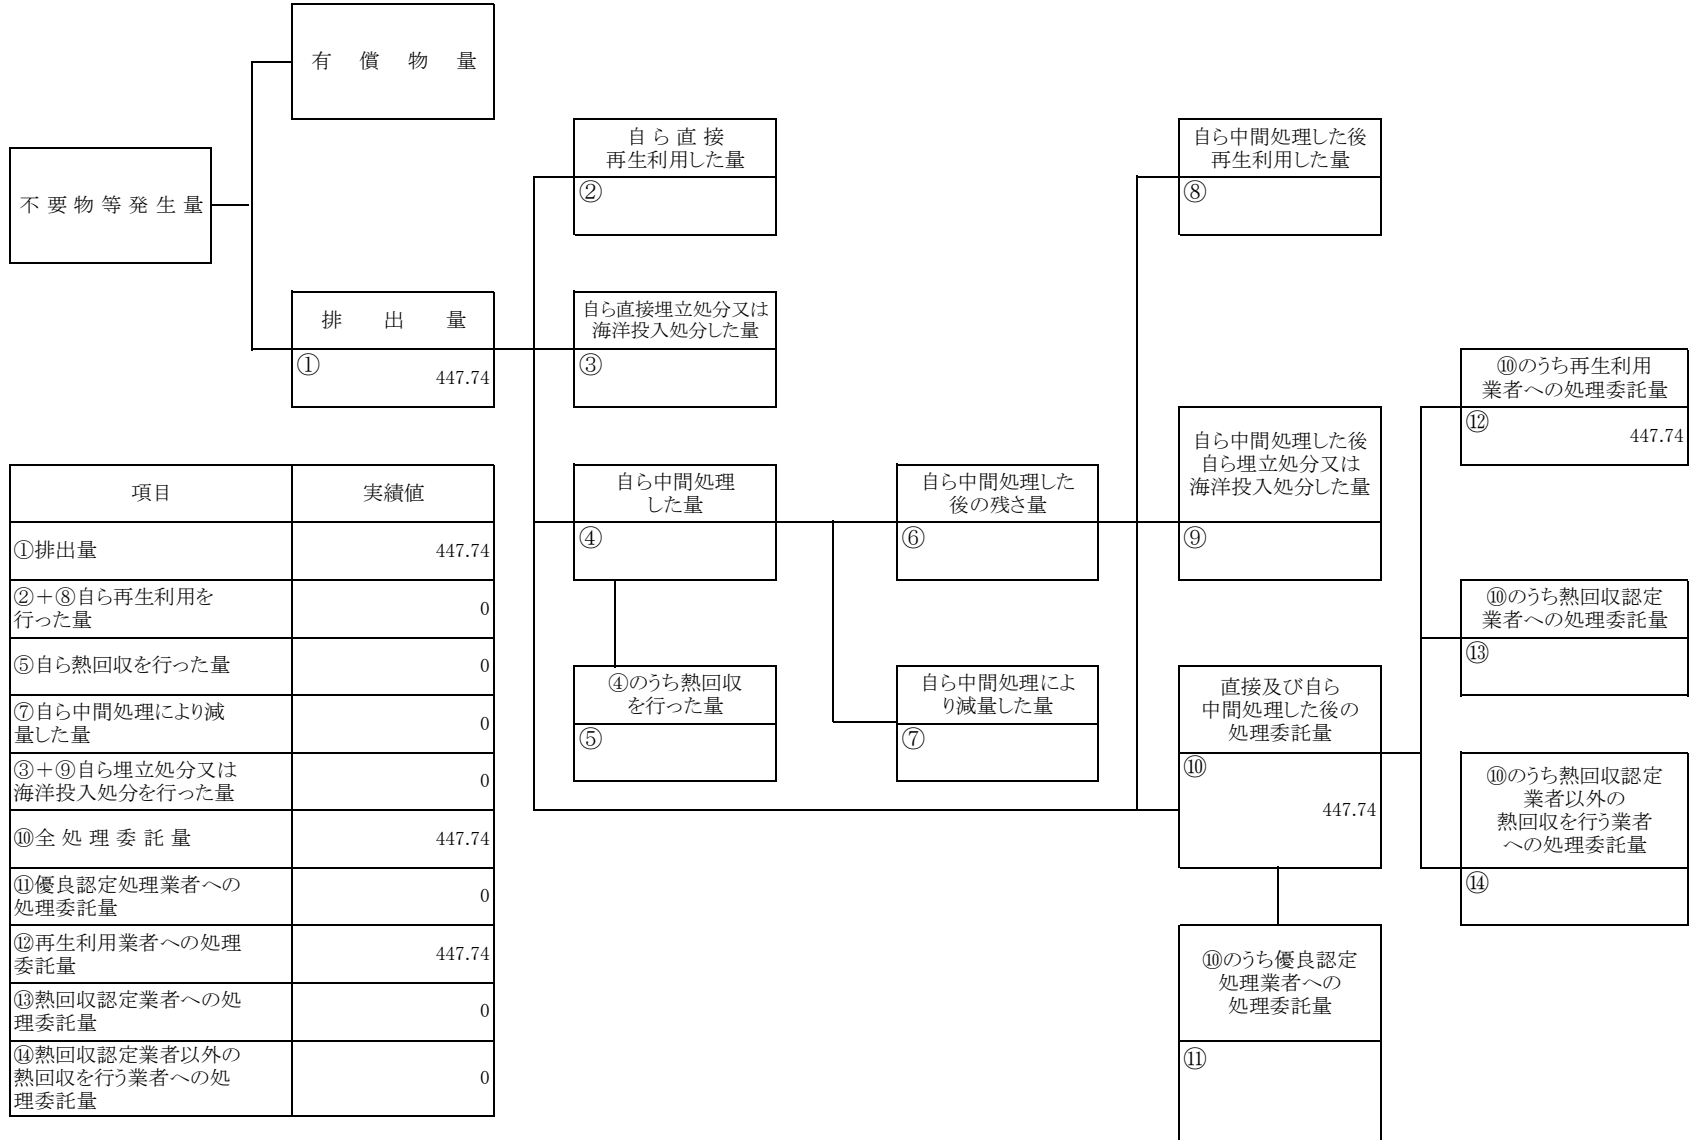 有償物量
不要物等発生量
排出量
①
447.74
自ら直接
再生利用した量
②
自ら直接埋立処分又は
海洋投入処分した量
③
自ら中間処理
した量
④
④のうち熱回収
を行った量
⑤
自ら中間処理した
後の残さ量
⑥
自ら中間処理によ
り減量した量
⑦
自ら中間処理した後
再生利用した量
⑧
自ら中間処理した後
自ら埋立処分又は
海洋投入処分した量
⑨
直接及び自ら
中間処理した後の
処理委託量
⑩
447.74
⑩のうち優良認定
処理業者への
処理委託量
⑪
⑩のうち再生利用
業者への処理委託量
⑫
447.74
⑩のうち熱回収認定
業者への処理委託量
⑬
⑩のうち熱回収認定
業者以外の
熱回収を行う業者
への処理委託量
⑭
項目 実績値
①排出量 447.74
②+⑧自ら再生利用を
行った量 0
⑤自ら熱回収を行った量 0
⑦自ら中間処理により減
量した量 0
③+⑨自ら埋立処分又は
海洋投入処分を行った量 0
⑩全処理委託量 447.74
⑪優良認定処理業者への
処理委託量 0
⑫再生利用業者への処理
委託量 447.74
⑬熱回収認定業者への処
理委託量 0
⑭熱回収認定業者以外の
熱回収を行う業者への処
理委託量 0